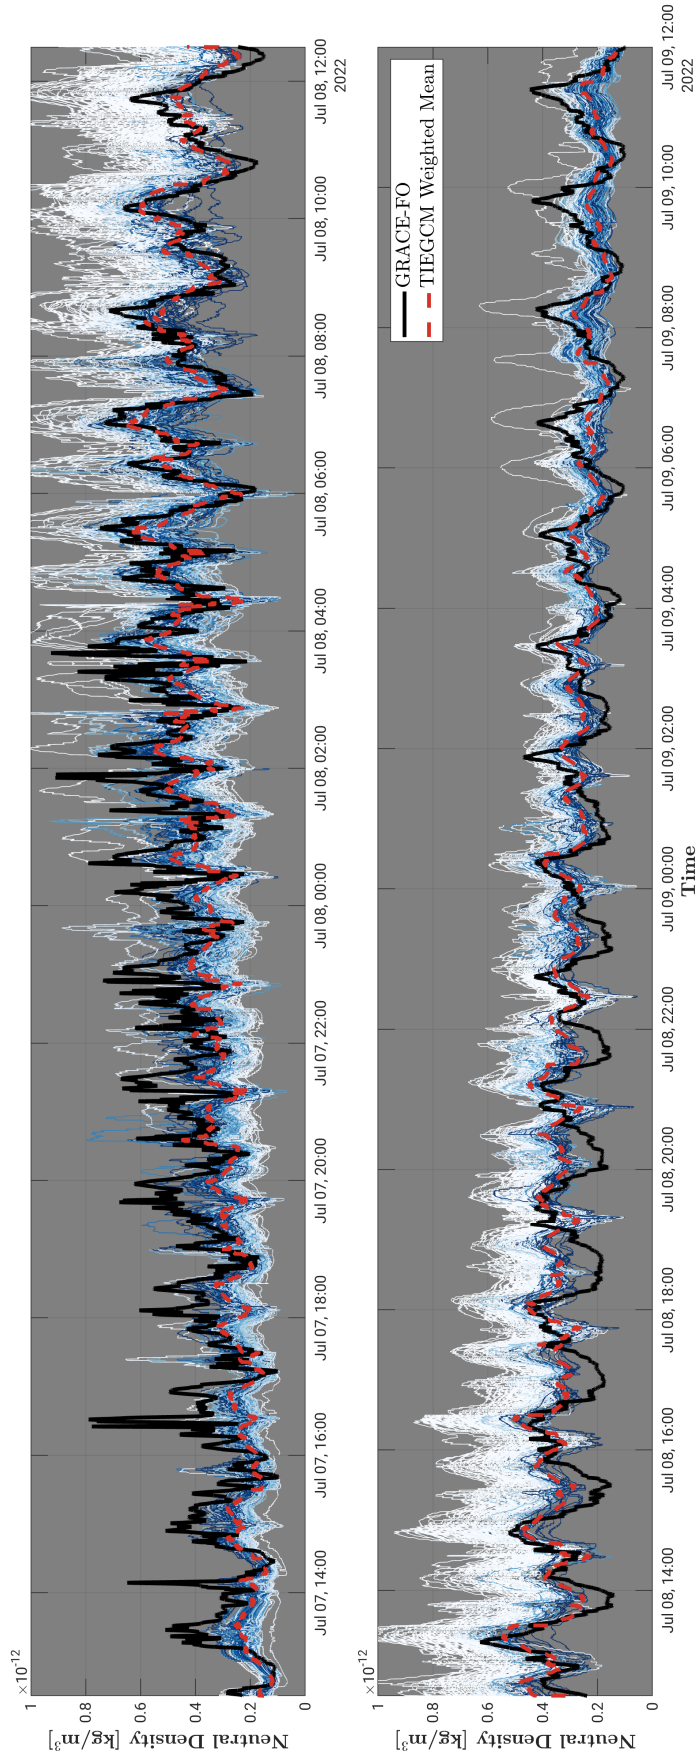 ×10⁻¹²
1
0.8
0.6
0.4
0.2
0
Neutral Density [kg/m³]
Jul 07, 14:00
Jul 07, 16:00
Jul 07, 18:00
Jul 07, 20:00
Jul 07, 22:00
Jul 08, 00:00
Jul 08, 02:00
Jul 08, 04:00
Jul 08, 06:00
Jul 08, 08:00
Jul 08, 10:00
Jul 08, 12:00
2022
×10⁻¹²
1
0.8
0.6
0.4
0.2
0
Neutral Density [kg/m³]
GRACE-FO
TIEGCM Weighted Mean
Jul 08, 14:00
Jul 08, 16:00
Jul 08, 18:00
Jul 08, 20:00
Jul 08, 22:00
Jul 09, 00:00
Jul 09, 02:00
Jul 09, 04:00
Jul 09, 06:00
Jul 09, 08:00
Jul 09, 10:00
Jul 09, 12:00
2022
Time